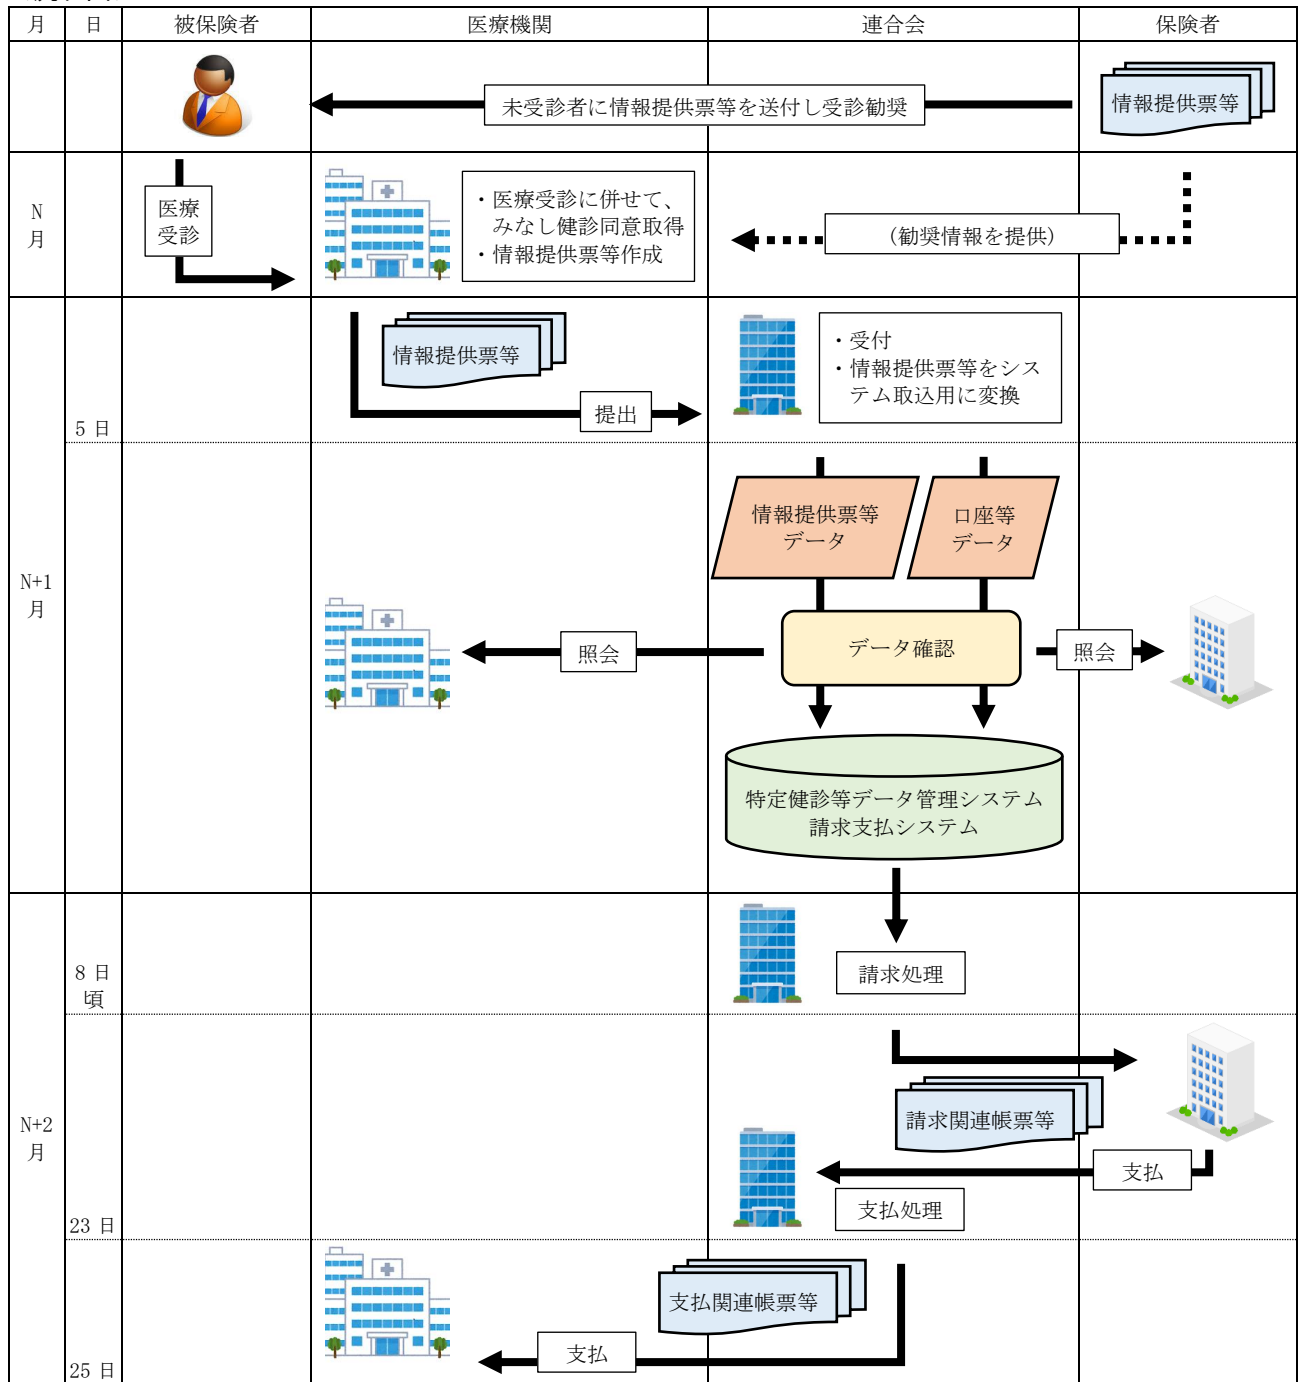 月 日 被保険者 医療機関 連合会 保険者
未受診者に情報提供票等を送付し受診勧奨
情報提供票等
N
月
医療
受診
・医療受診に併せて、
みなし健診同意取得
・情報提供票等作成
(勧奨情報を提供)
N+1
月
5 日
情報提供票等
提出
・受付
・情報提供票等をシス
テム取込用に変換
情報提供票等
データ
口座等
データ
照会
データ確認
照会
特定健診等データ管理システム
請求支払システム
N+2
月
8 日
頃
請求処理
請求関連帳票等
支払
支払処理
23 日
支払関連帳票等
支払
25 日